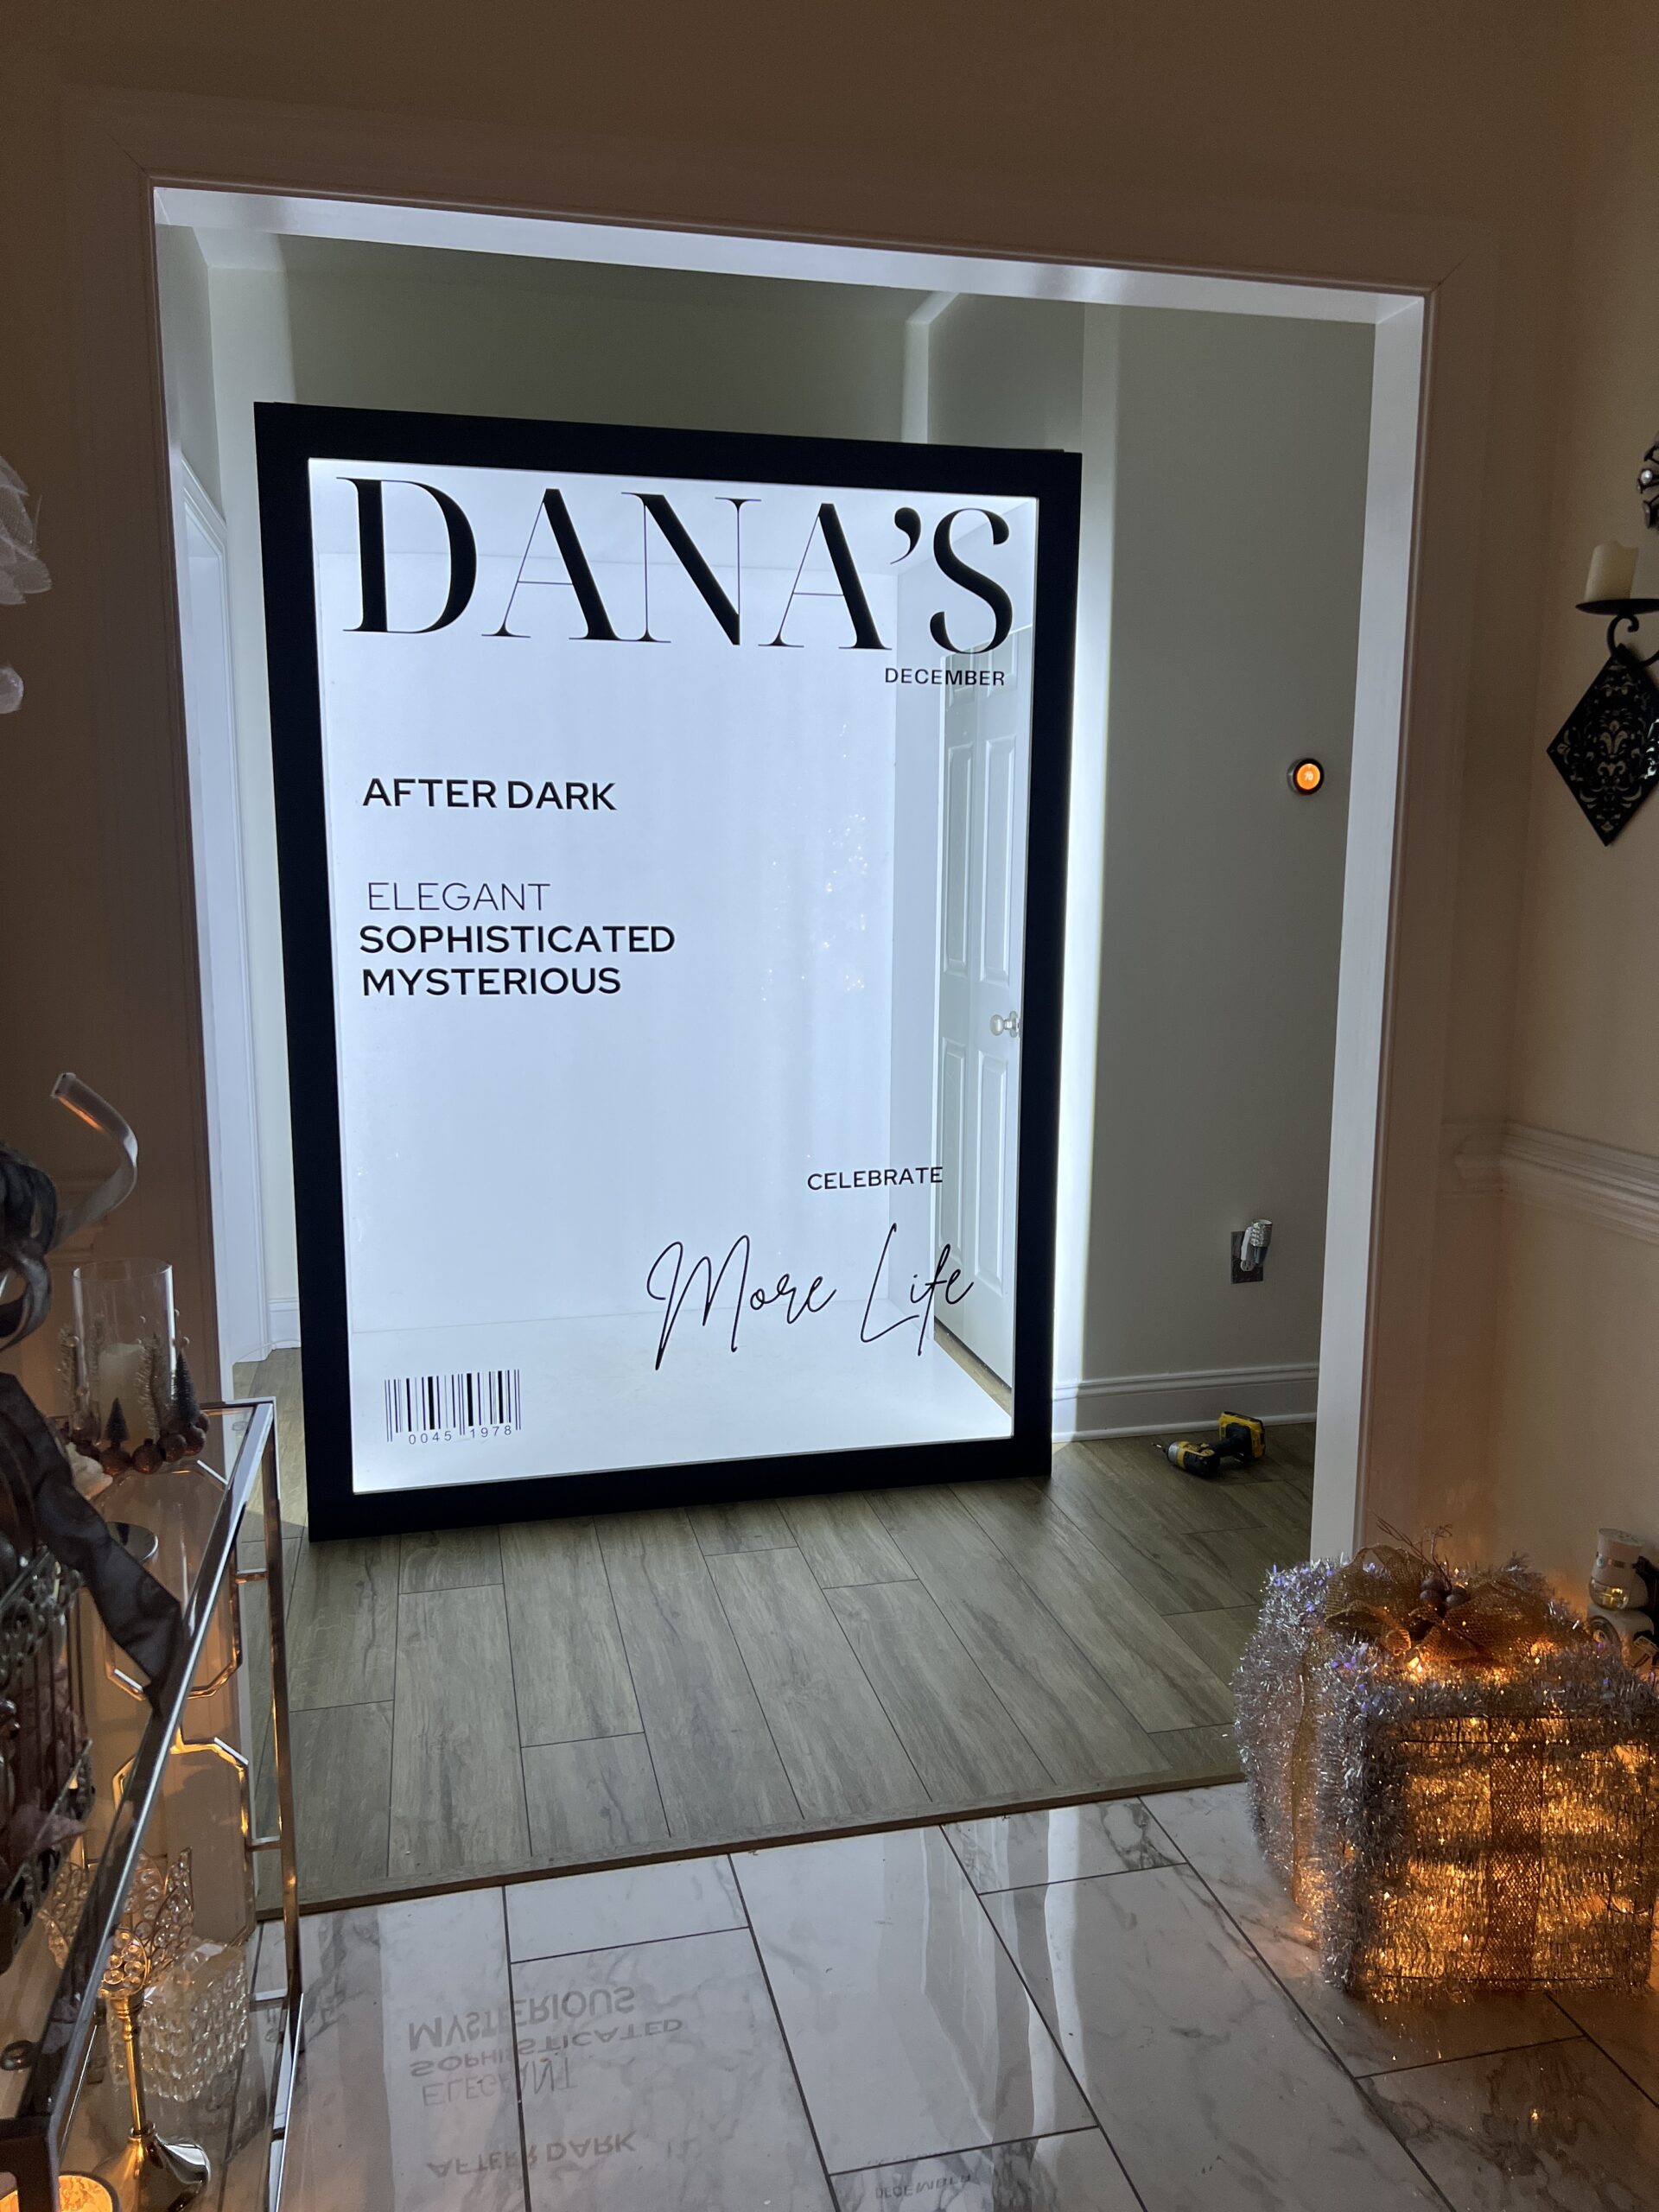 DANA'S
DECEMBER
AFTER DARK
ELEGANT
SOPHISTICATED
MYSTERIOUS
CELEBRATE
More Life
0045 1978